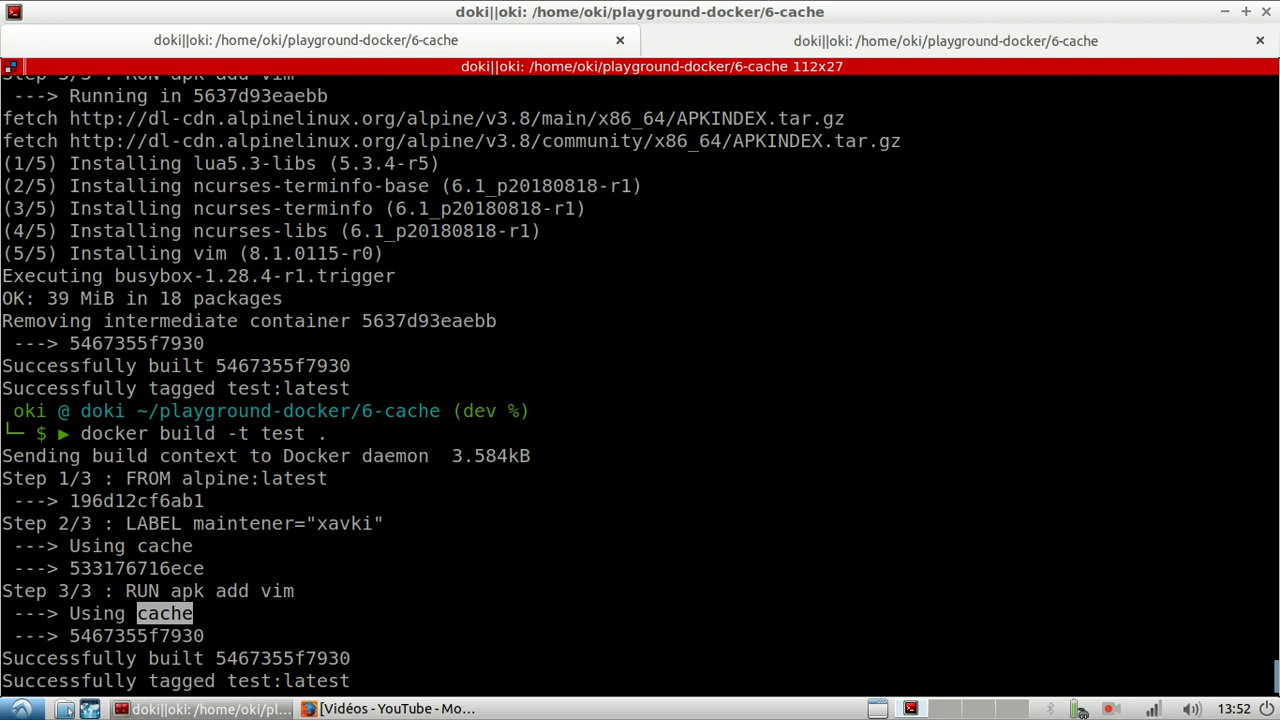 doki||oki: /home/oki/playground-docker/6-cache
doki||oki: /home/oki/playground-docker/6-cache
doki||oki: /home/oki/playground-docker/6-cache
doki||oki: /home/oki/playground-docker/6-cache 112x27
Step 3/3 : RUN apk add vim
---> Running in 5637d93eaebb
fetch http://dl-cdn.alpinelinux.org/alpine/v3.8/main/x86_64/APKINDEX.tar.gz
fetch http://dl-cdn.alpinelinux.org/alpine/v3.8/community/x86_64/APKINDEX.tar.gz
(1/5) Installing lua5.3-libs (5.3.4-r5)
(2/5) Installing ncurses-terminfo-base (6.1_p20180818-r1)
(3/5) Installing ncurses-terminfo (6.1_p20180818-r1)
(4/5) Installing ncurses-libs (6.1_p20180818-r1)
(5/5) Installing vim (8.1.0115-r0)
Executing busybox-1.28.4-r1.trigger
OK: 39 MiB in 18 packages
Removing intermediate container 5637d93eaebb
---> 5467355f7930
Successfully built 5467355f7930
Successfully tagged test:latest
oki @ doki ~/playground-docker/6-cache (dev %)
└─ $ ▶ docker build -t test .
Sending build context to Docker daemon  3.584kB
Step 1/3 : FROM alpine:latest
---> 196d12cf6ab1
Step 2/3 : LABEL maintener="xavki"
---> Using cache
---> 533176716ece
Step 3/3 : RUN apk add vim
---> Using cache
---> 5467355f7930
Successfully built 5467355f7930
Successfully tagged test:latest
doki||oki: /home/oki/pl...
[Vidéos - YouTube - Mo...
13:52